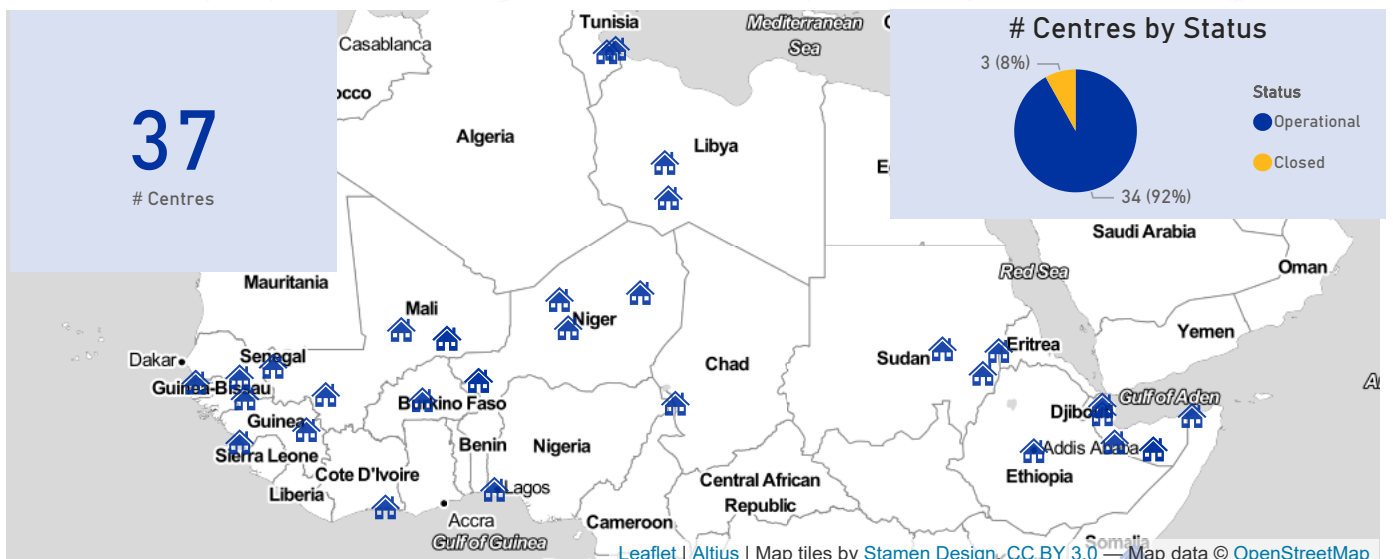 37
# Centres
# Centres by Status
3 (8%)
34 (92%)
Status
Operational
Closed
Tunisia
Mediterranean
Sea
Casablanca
occo
Algeria
Libya
Saudi Arabia
Oman
Red Sea
Mauritania
Mali
Niger
Yemen
Chad
Sudan
Eritrea
Dakar
Senegal
Guinea-Bissau
Burkino Faso
Djibou
Gulf of Aden
Guinea
Benin
Nigeria
Addis Ababa
Sierra Leone
Cote D'Ivoire
Ethiopia
Central African
Republic
Liberia
Lagos
Accra
Cameroon
Gulf of Guinea
Somalia
Leaflet | Altius | Map tiles by Stamen Design, CC BY 3.0 — Map data © OpenStreetMap